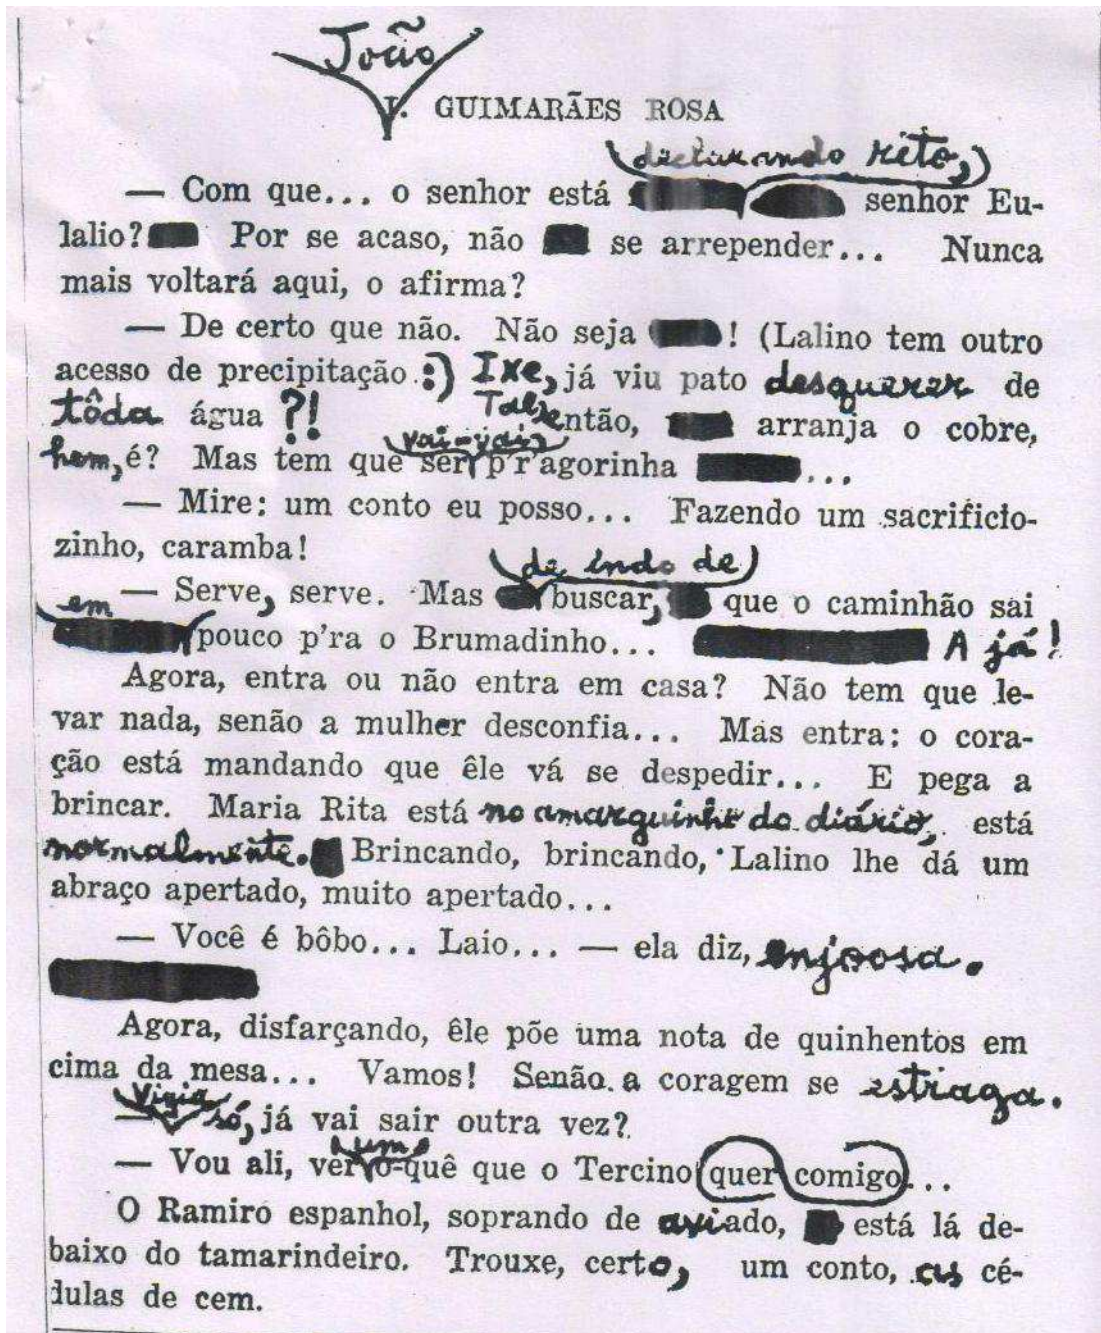 João
J. GUIMARÃES ROSA
declarando réto,
— Com que... o senhor está senhor Eu-
lalio? Por se acaso, não se arrepender... Nunca
mais voltará aqui, o afirma?
— De certo que não. Não seja ! (Lalino tem outro
acesso de precipitação :) Ixe, já viu pato desquerer de
tôda água ?! Então, arranja o cobre,
vai-v
hem, é? Mas tem que ser p'r'agorinha ...
— Mire: um conto eu posso... Fazendo um sacrificio-
zinho, caramba!
de indo de
— Serve, serve. Mas buscar, que o caminhão sai
em
pouco p'ra o Brumadinho... A já!
Agora, entra ou não entra em casa? Não tem que le-
var nada, senão a mulher desconfia... Mas entra: o cora-
ção está mandando que êle vá se despedir... E pega a
brincar. Maria Rita está no amarguinho do diário, está
normalmente. Brincando, brincando, Lalino lhe dá um
abraço apertado, muito apertado...
— Você é bôbo... Laio... — ela diz, enjoosa.
Agora, disfarçando, êle põe uma nota de quinhentos em
cima da mesa... Vamos! Senão a coragem se estraga.
Vigia
— só, já vai sair outra vez?
um
— Vou ali, ver o-quê que o Tercino quer comigo...
O Ramiro espanhol, soprando de axiado, está lá de-
baixo do tamarindeiro. Trouxe, certo, um conto, as cé-
dulas de cem.